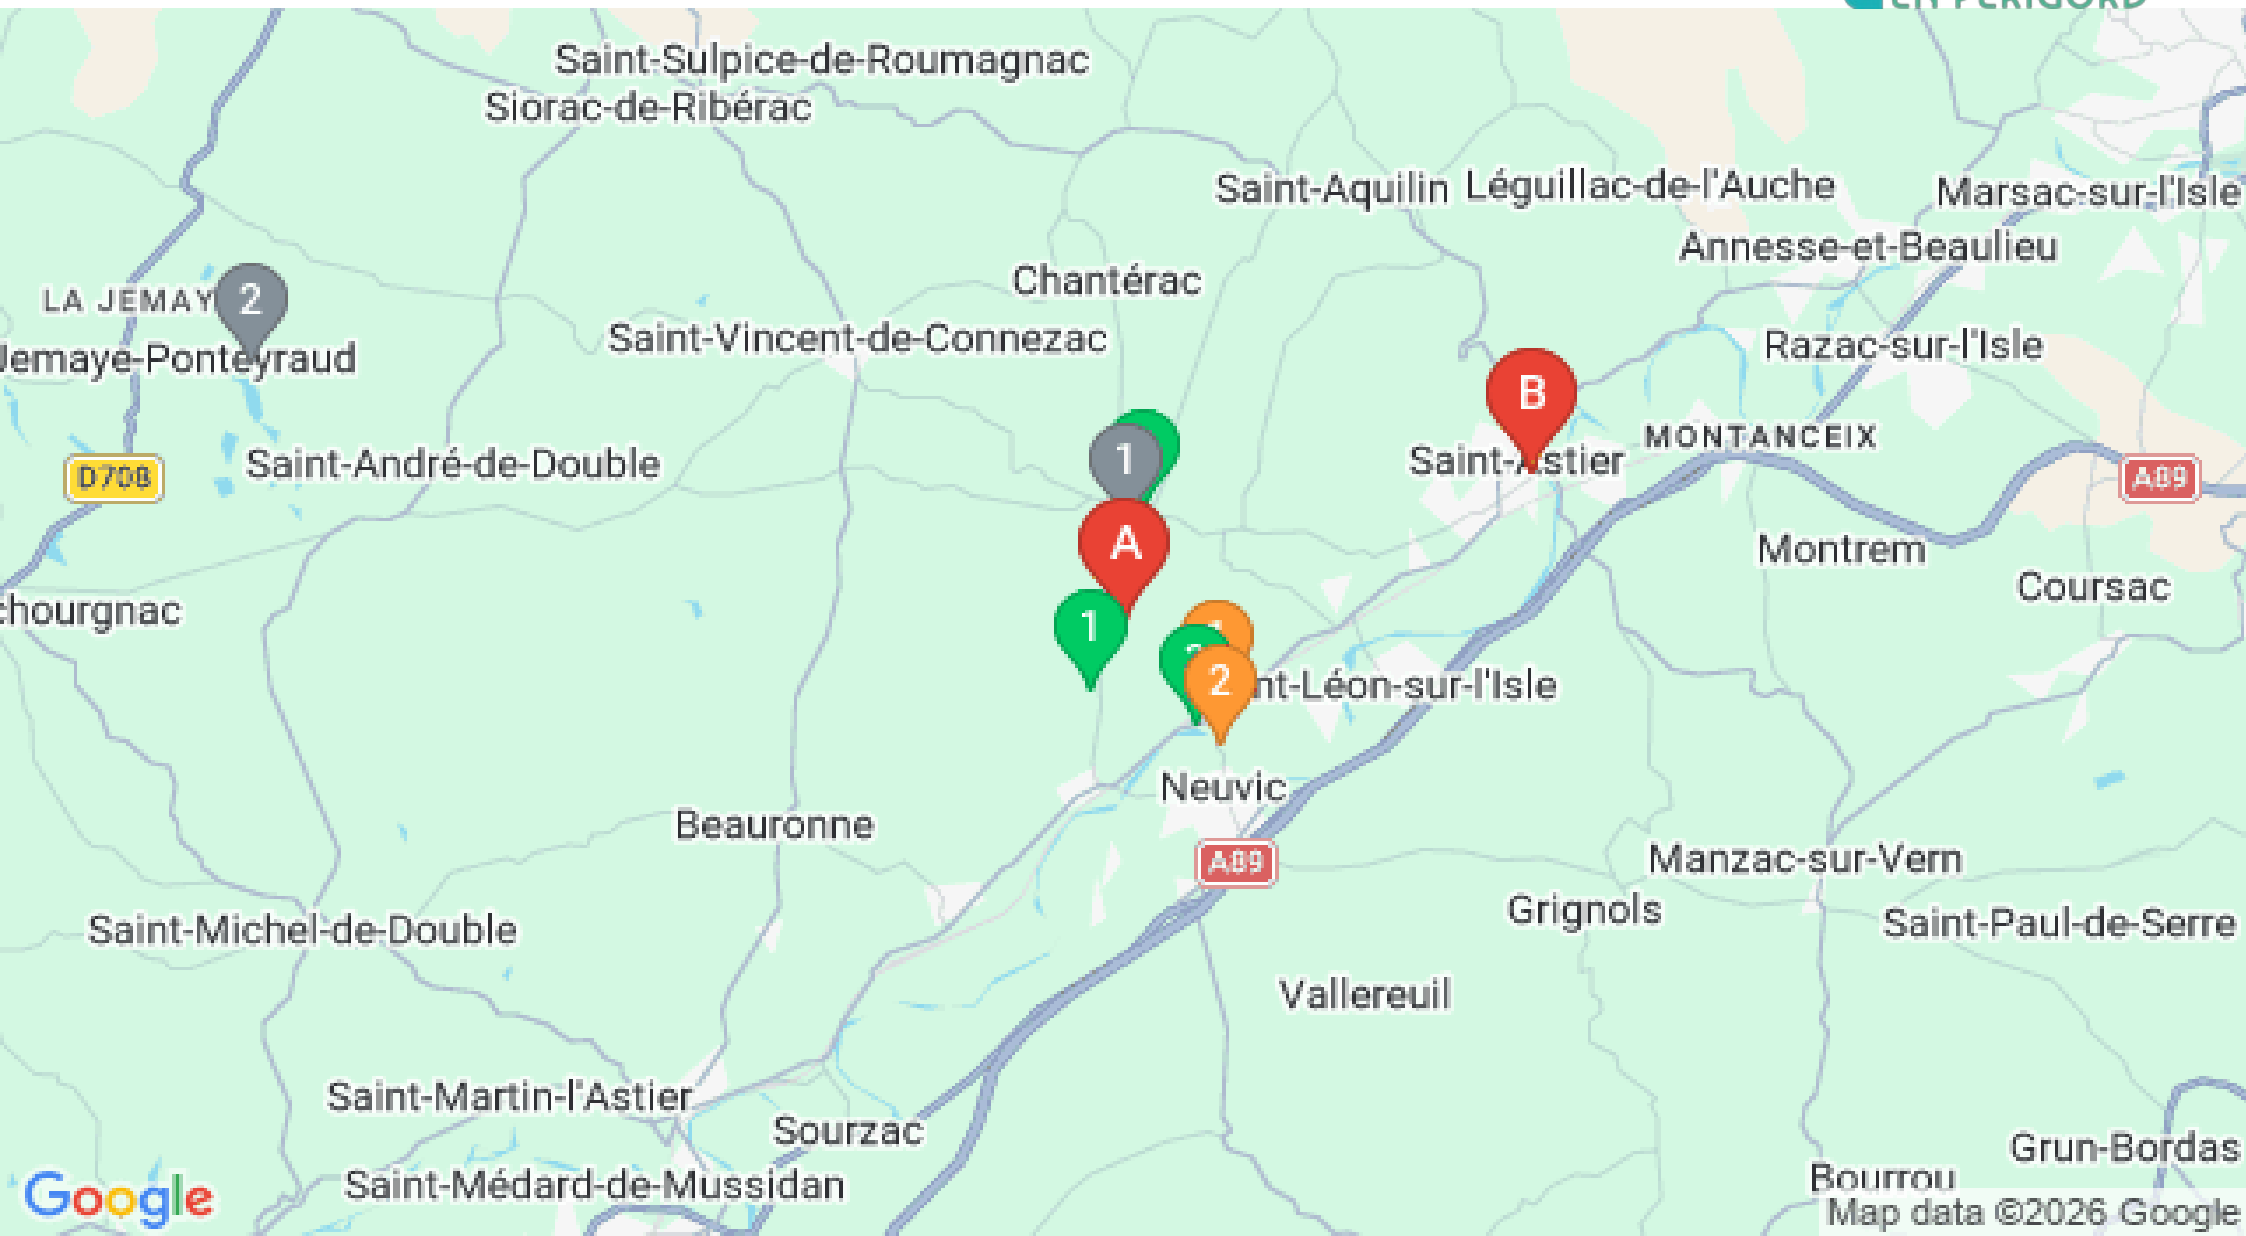 EN PÉRIGORD
Saint-Sulpice-de-Roumagnac
Siorac-de-Ribérac
Saint-Aquilin
Léguillac-de-l'Auche
Marsac-sur-l'Isle
Annesse-et-Beaulieu
Chantérac
LA JEMAY
2
Saint-Vincent-de-Connezac
Jemaye-Ponteyraud
Razac-sur-l'Isle
B
MONTANCEIX
Saint-Astier
1
Saint-André-de-Double
D708
A89
A
Montrem
Coursac
chourgnac
1
1
2
nt-Léon-sur-l'Isle
Neuvic
Beauronne
A89
Manzac-sur-Vern
Grignols
Saint-Paul-de-Serre
Saint-Michel-de-Double
Vallereuil
Saint-Martin-l'Astier
Sourzac
Grun-Bordas
Bourrou
Saint-Médard-de-Mussidan
Google
Map data ©2026 Google